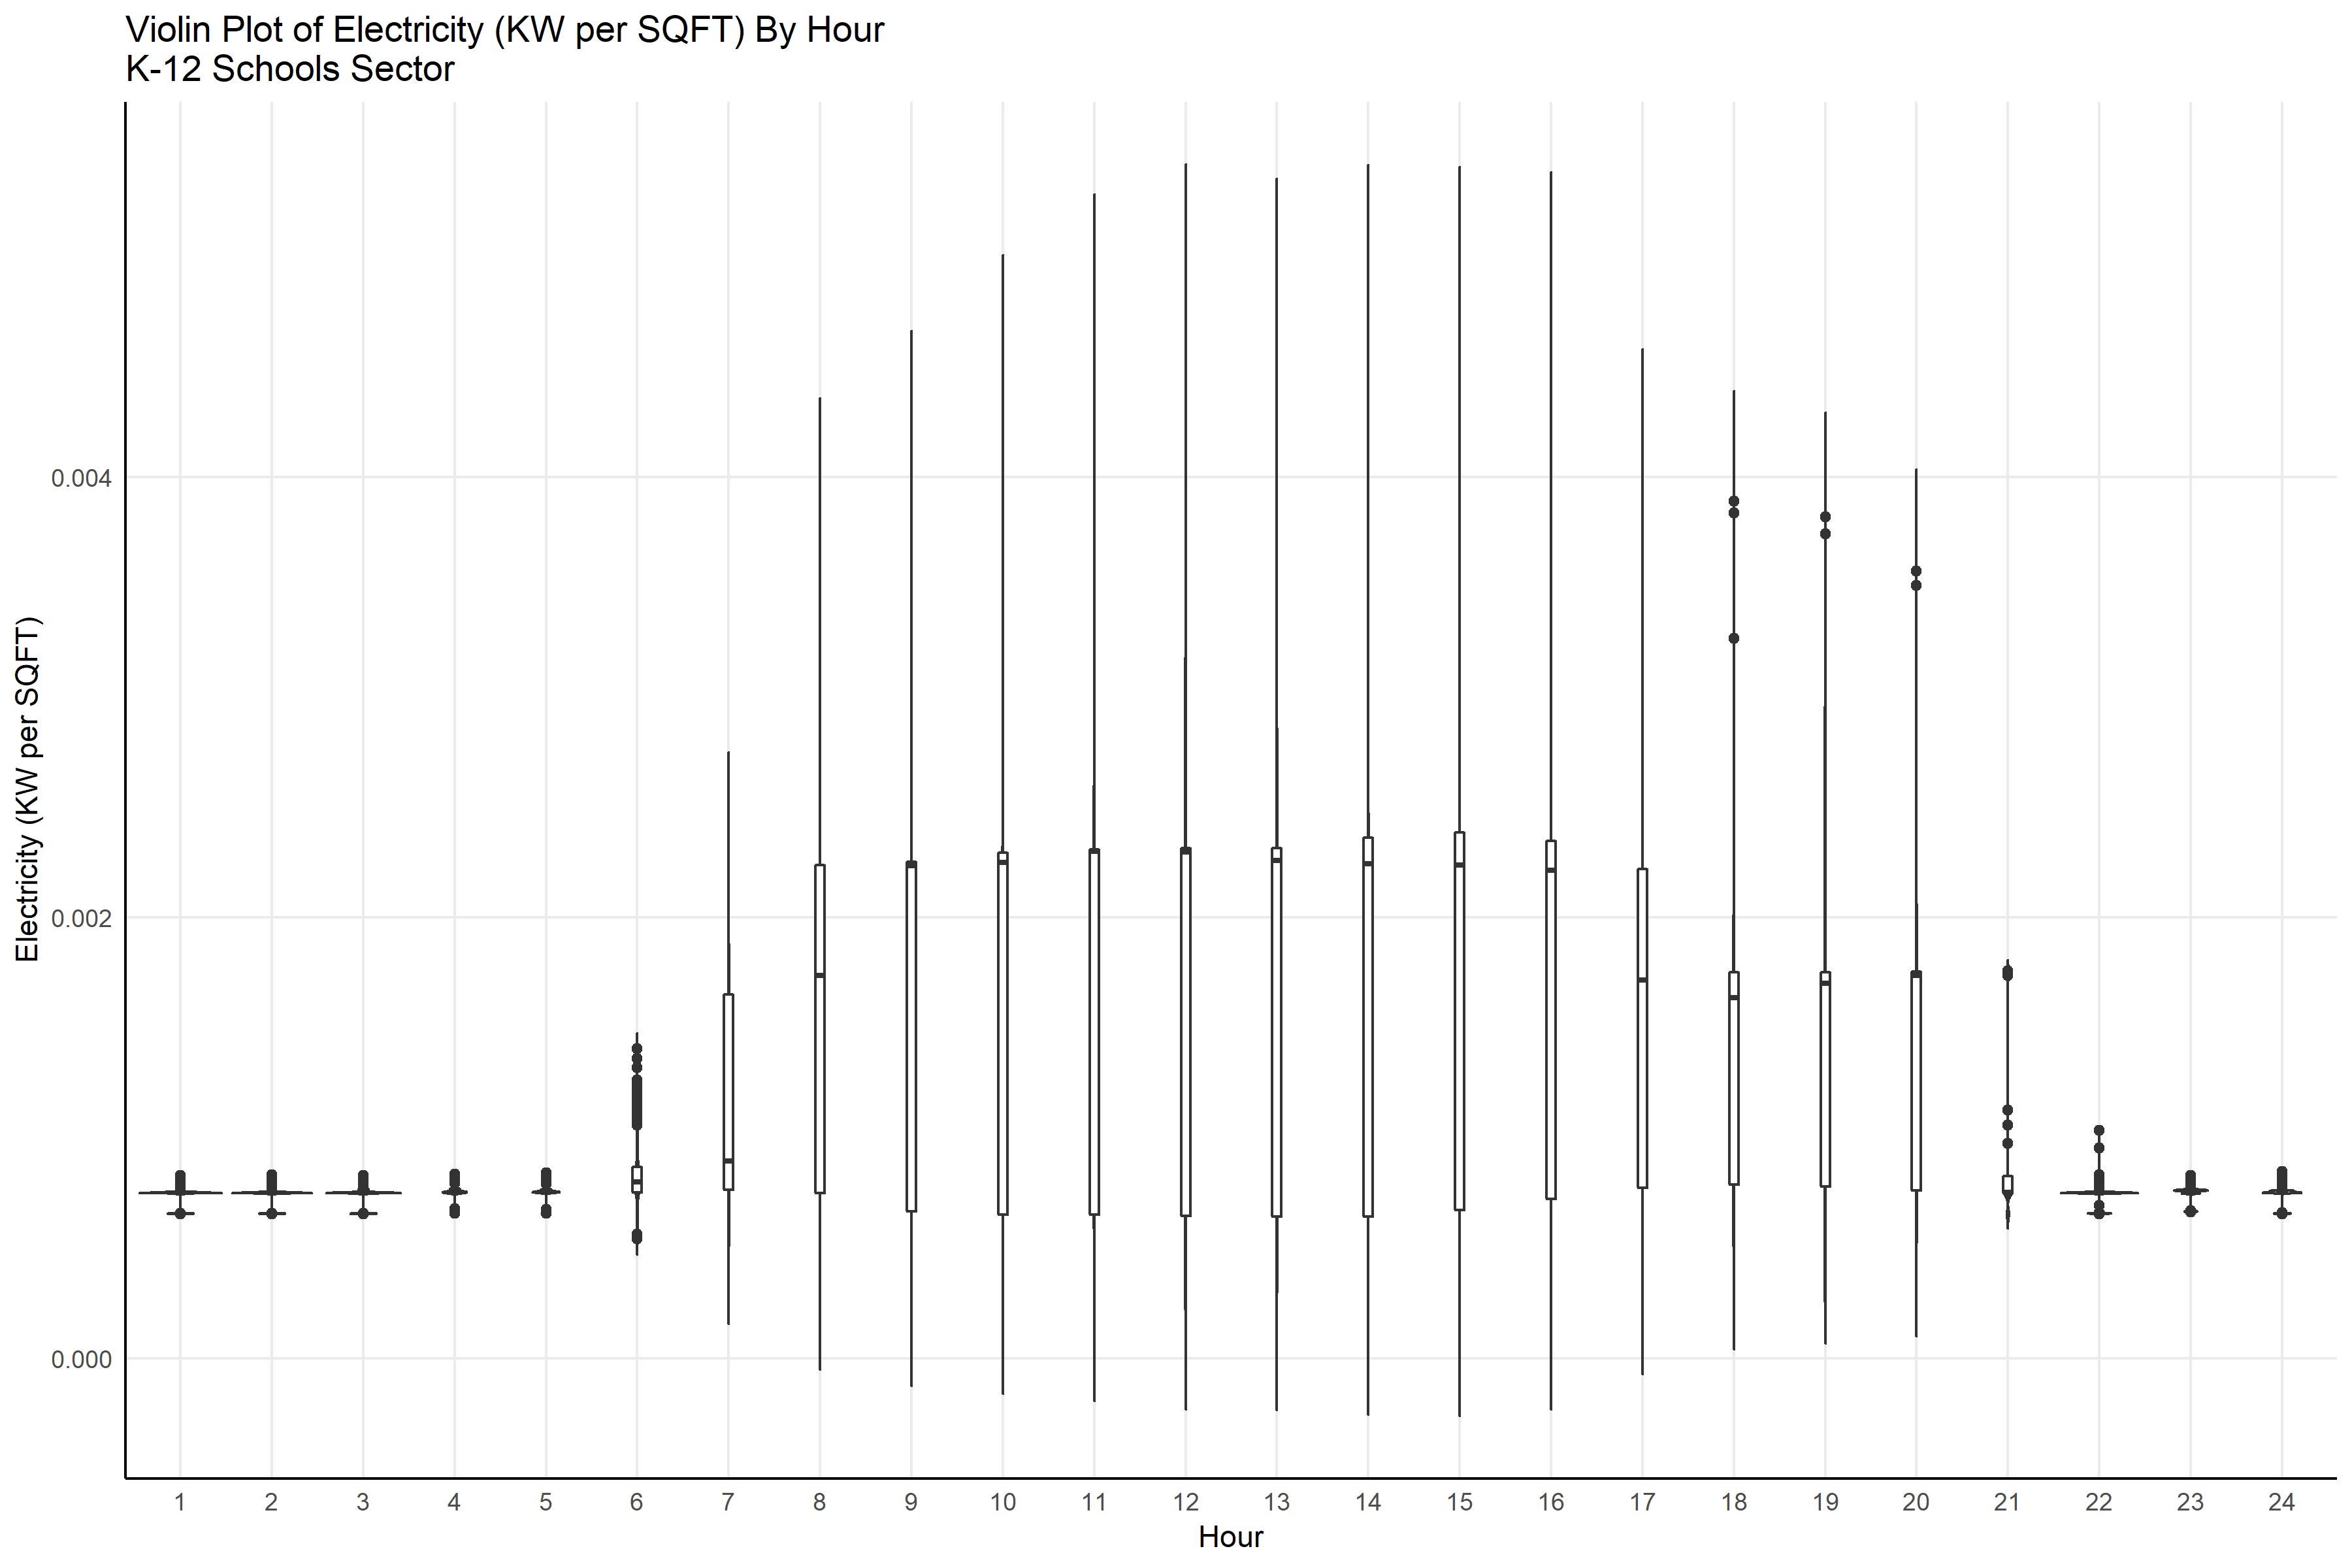 Violin Plot of Electricity (KW per SQFT) By Hour
K-12 Schools Sector
Electricity (KW per SQFT)
0.004
0.002
0.000
1 2 3 4 5 6 7 8 9 10 11 12 13 14 15 16 17 18 19 20 21 22 23 24
Hour